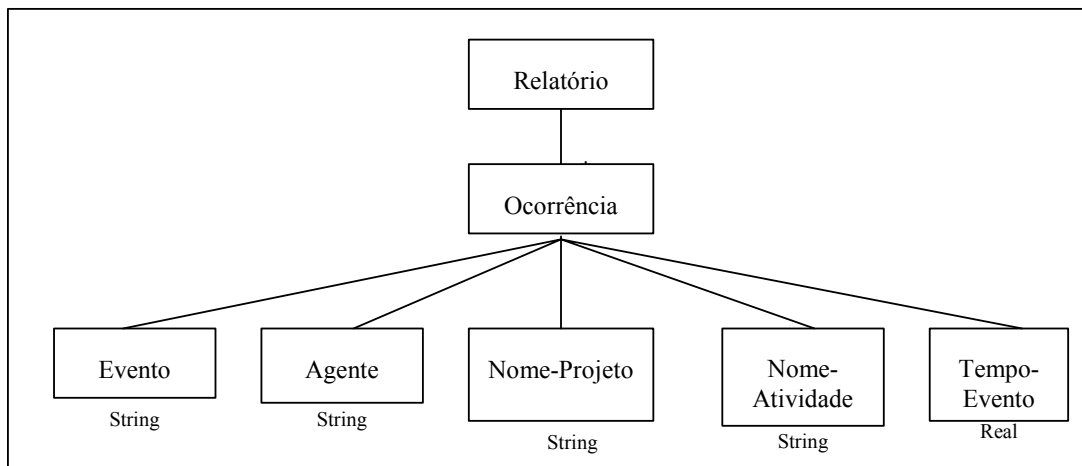 Relatório
Ocorrência
Evento
String
Agente
String
Nome-Projeto
String
Nome-
Atividade
String
Tempo-
Evento
Real